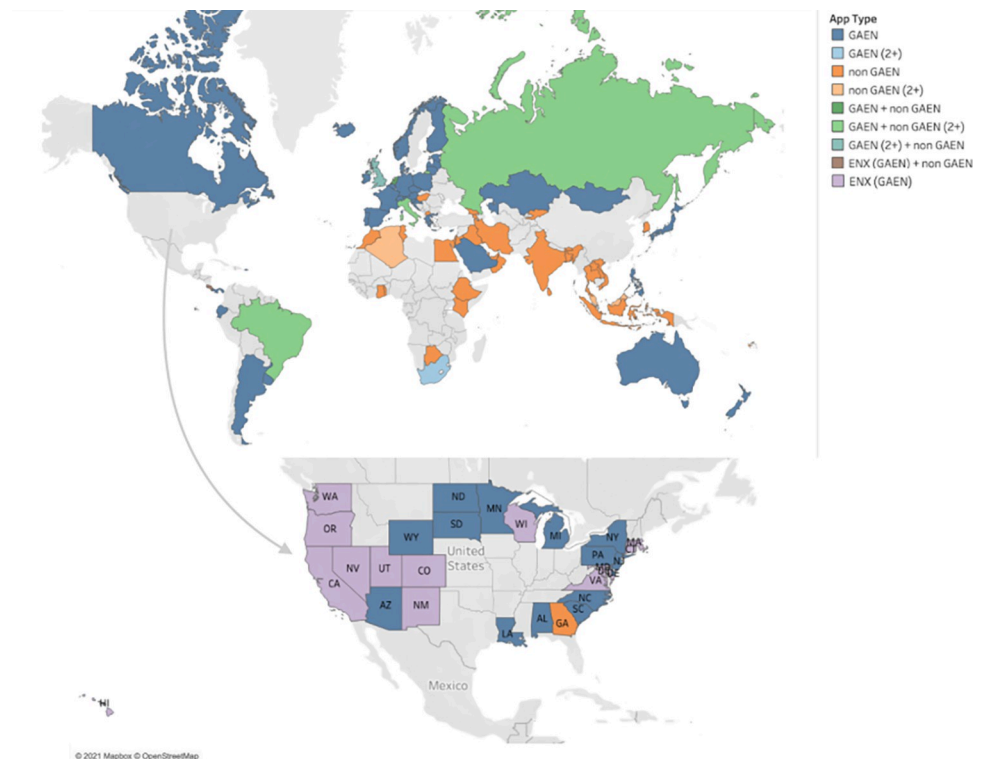 App Type
GAEN
GAEN (2+)
non GAEN
non GAEN (2+)
GAEN + non GAEN
GAEN + non GAEN (2+)
GAEN (2+) + non GAEN
ENX (GAEN) + non GAEN
ENX (GAEN)
WA
ND
MN
OR
SD
WI
MI
NY
MA
CT
WY
PA
NJ
United
States
MD
DE
NV
UT
CO
VA
CA
AZ
NM
NC
SC
AL
GA
LA
Mexico
HI
© 2021 Mapbox © OpenStreetMap